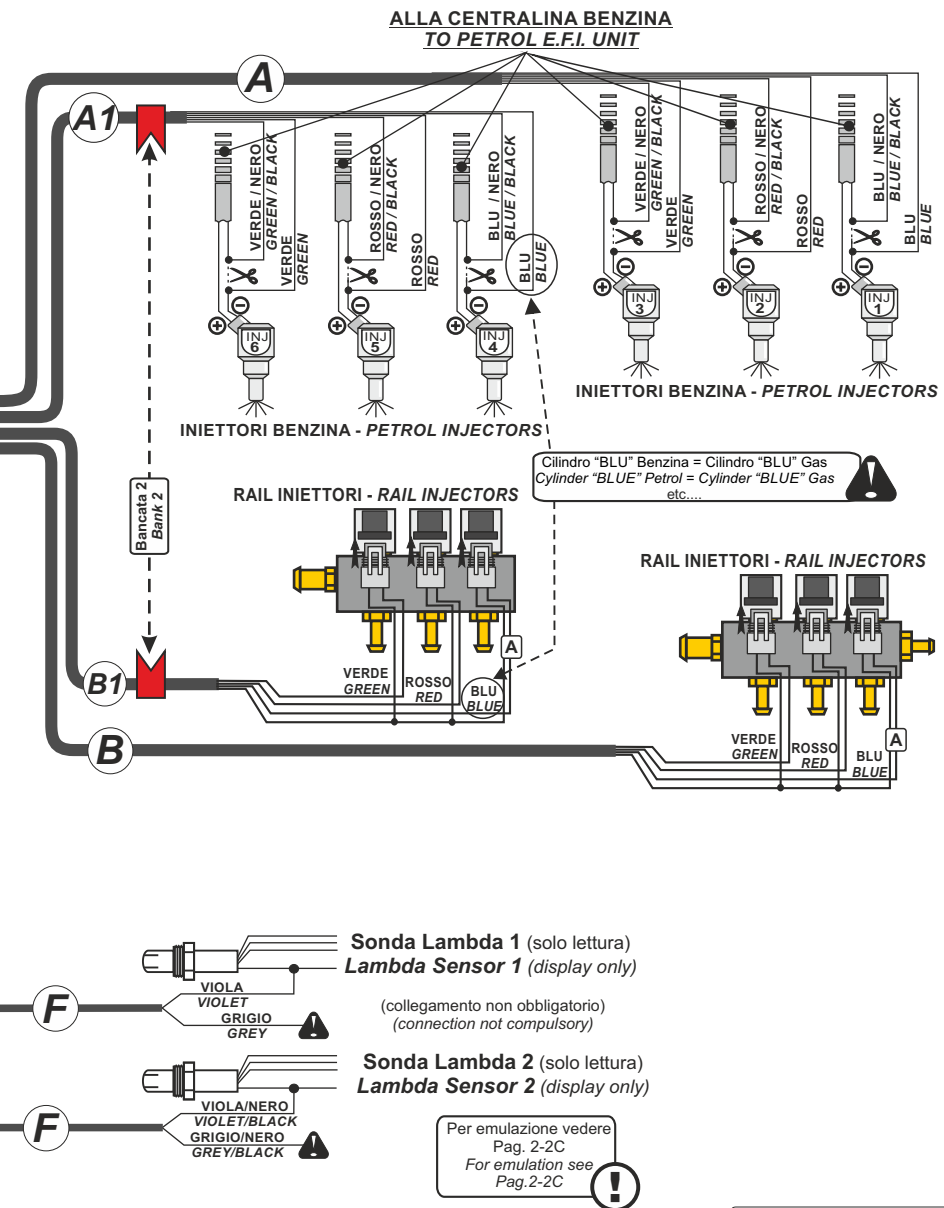 ALLA CENTRALINA BENZINA
TO PETROL E.F.I. UNIT
A
A1
VERDE / NERO
GREEN / BLACK
VERDE
GREEN
ROSSO / NERO
RED / BLACK
ROSSO
RED
BLU / NERO
BLUE / BLACK
BLU
BLUE
VERDE / NERO
GREEN / BLACK
VERDE
GREEN
ROSSO / NERO
RED / BLACK
ROSSO
RED
BLU / NERO
BLUE / BLACK
BLU
BLUE
INJ
6
INJ
5
INJ
4
INJ
3
INJ
2
INJ
1
INIETTORI BENZINA - PETROL INJECTORS
INIETTORI BENZINA - PETROL INJECTORS
Cilindro “BLU” Benzina = Cilindro “BLU” Gas
Cylinder “BLUE” Petrol = Cylinder “BLUE” Gas
etc....
Bancata 2
Bank 2
RAIL INIETTORI - RAIL INJECTORS
RAIL INIETTORI - RAIL INJECTORS
A
VERDE
GREEN
ROSSO
RED
BLU
BLUE
B1
B
A
VERDE
GREEN
ROSSO
RED
BLU
BLUE
Sonda Lambda 1 (solo lettura)
Lambda Sensor 1 (display only)
VIOLA
VIOLET
F
GRIGIO
GREY
(collegamento non obbligatorio)
(connection not compulsory)
Sonda Lambda 2 (solo lettura)
Lambda Sensor 2 (display only)
VIOLA/NERO
VIOLET/BLACK
F
GRIGIO/NERO
GREY/BLACK
Per emulazione vedere
Pag. 2-2C
For emulation see
Pag.2-2C